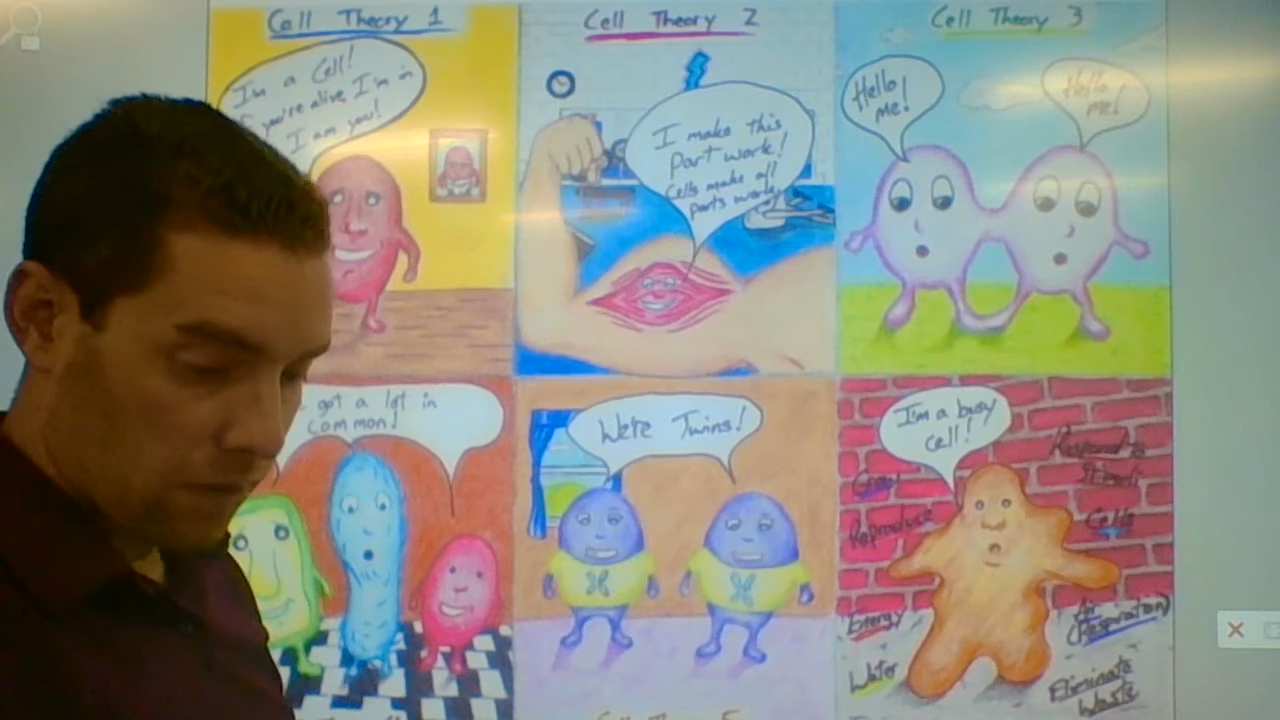 Cell Theory 1
Cell Theory 2
Cell Theory 3
I'm a Cell!
you're alive, I'm in
I am you!
I make this
part work!
Cells make all
parts work
Hello
me!
Hello
me!
got a lot in
common!
We're Twins!
I'm a busy
cell!
Grow
Reproduce
Energy
Water
Respond to
Stimuli
Cells
Air
(Respiration)
Eliminate
Waste